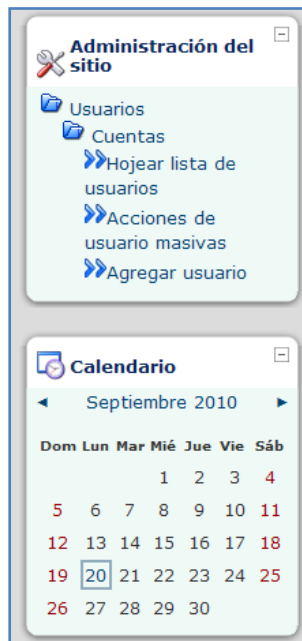 Administración del
sitio
Usuarios
Cuentas
Hojear lista de
usuarios
Acciones de
usuario masivas
Agregar usuario
Calendario
◄ Septiembre 2010 ►
Dom Lun Mar Mié Jue Vie Sáb
1 2 3 4
5 6 7 8 9 10 11
12 13 14 15 16 17 18
19 20 21 22 23 24 25
26 27 28 29 30